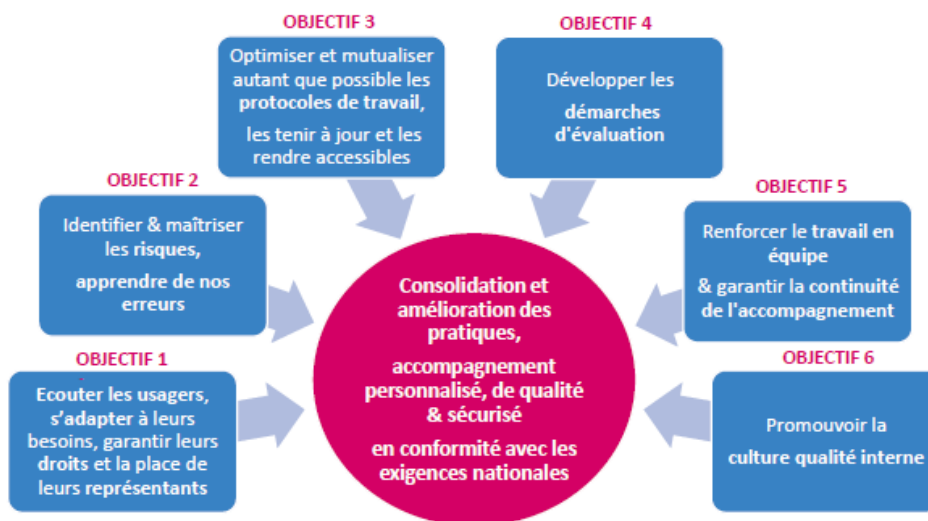 OBJECTIF 3
Optimiser et mutualiser
autant que possible les
protocoles de travail,
les tenir à jour et les
rendre accessibles
OBJECTIF 4
Développer les
démarches
d'évaluation
OBJECTIF 2
Identifier & maîtriser
les risques,
apprendre de nos
erreurs
OBJECTIF 5
Renforcer le travail en
équipe
& garantir la continuité
de l'accompagnement
OBJECTIF 1
Ecouter les usagers,
s'adapter à leurs
besoins, garantir leurs
droits et la place de
leurs représentants
Consolidation et
amélioration des
pratiques,
accompagnement
personnalisé, de qualité
& sécurisé
en conformité avec les
exigences nationales
OBJECTIF 6
Promouvoir la
culture qualité interne